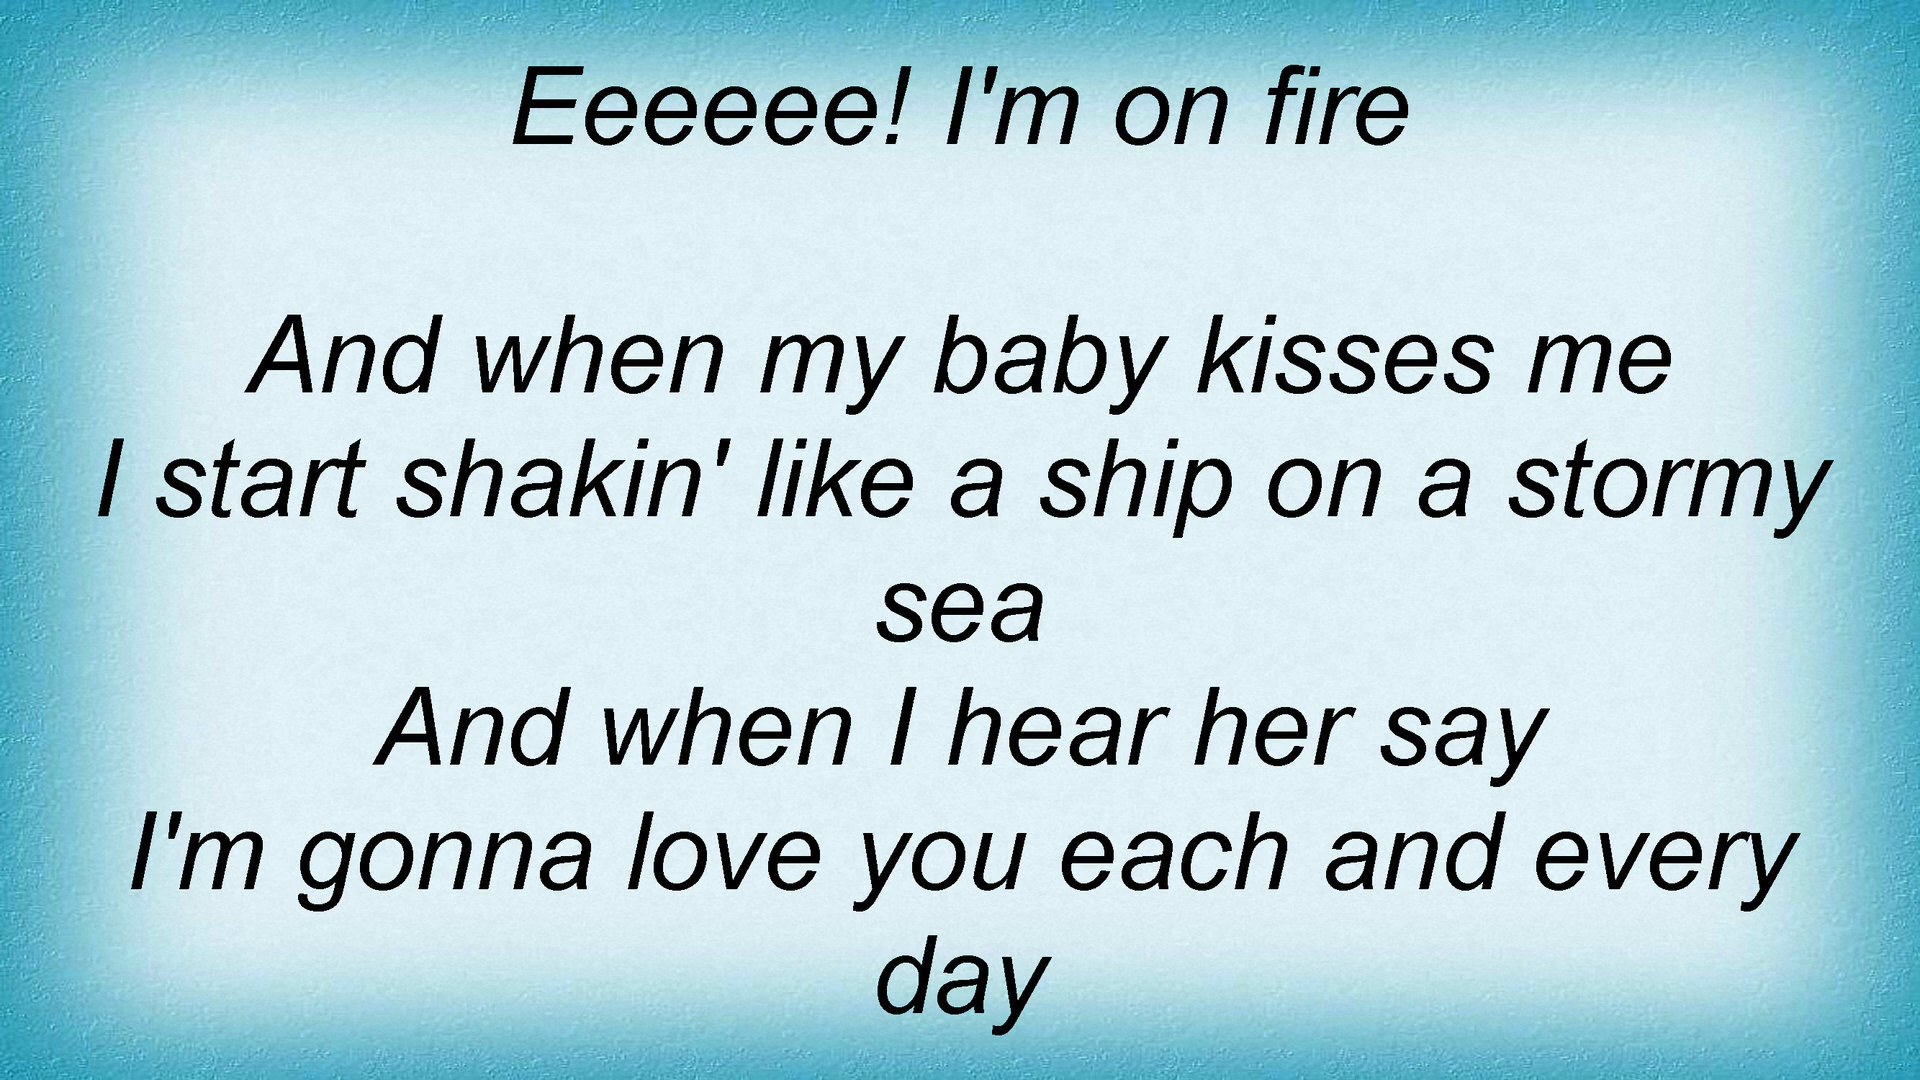 Eeeeee! I'm on fire
And when my baby kisses me
I start shakin' like a ship on a stormy
sea
And when I hear her say
I'm gonna love you each and every
day